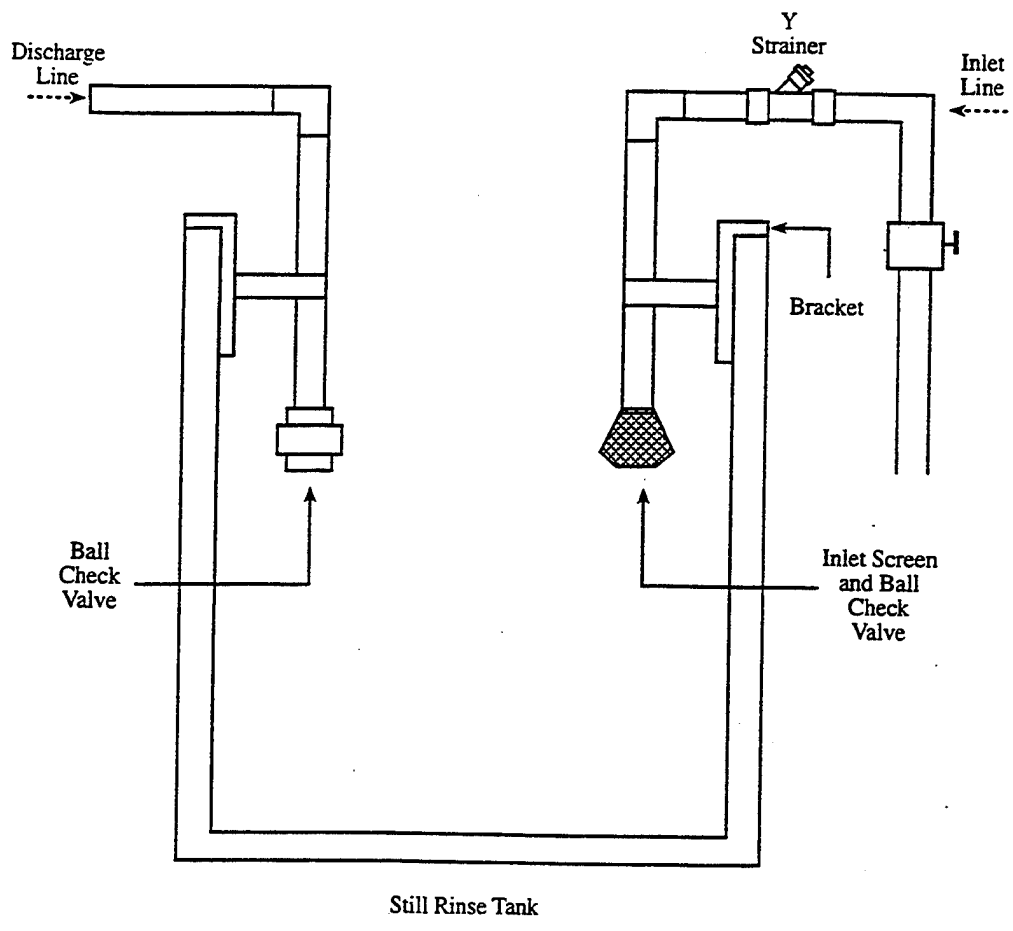 Discharge
Line
Y
Strainer
Inlet
Line
Bracket
Ball
Check
Valve
Inlet Screen
and Ball
Check
Valve
Still Rinse Tank